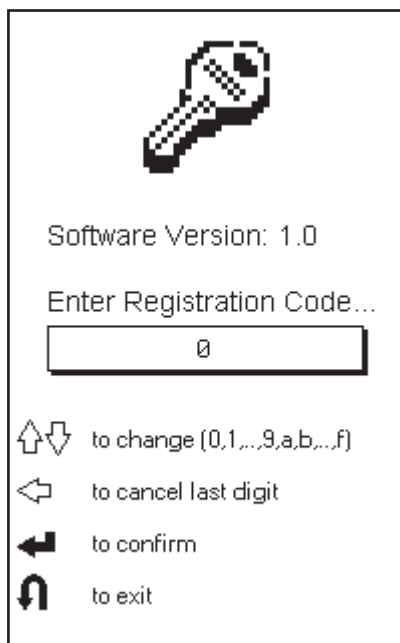 Software Version: 1.0
Enter Registration Code...
0
to change (0,1,...,9,a,b,...,f)
to cancel last digit
to confirm
to exit